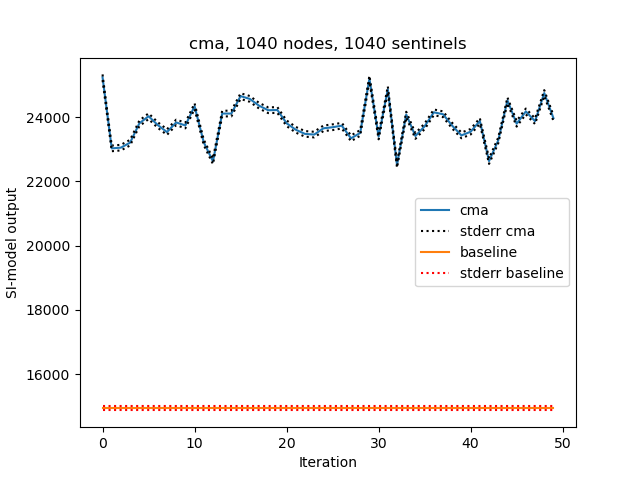 cma, 1040 nodes, 1040 sentinels
SI-model output
24000
22000
20000
18000
16000
cma
stderr cma
baseline
stderr baseline
0 10 20 30 40 50
Iteration